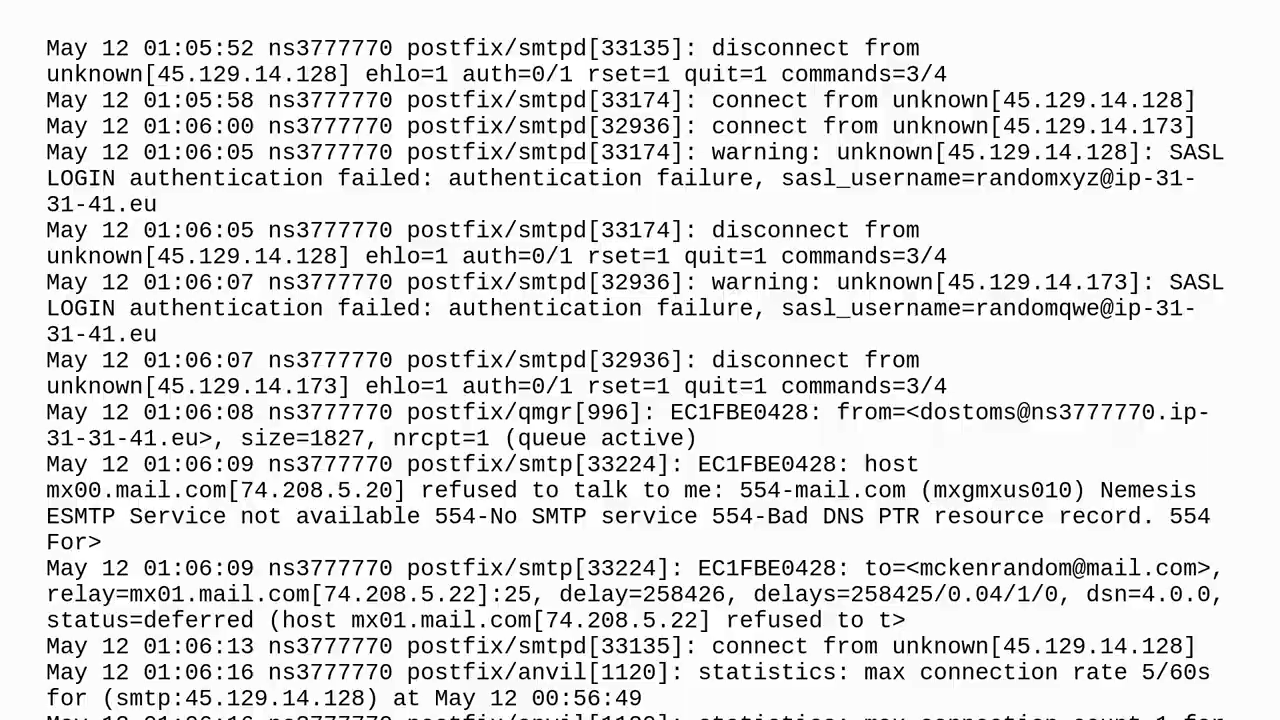 May 12 01:05:52 ns3777770 postfix/smtpd[33135]: disconnect from
unknown[45.129.14.128] ehlo=1 auth=0/1 rset=1 quit=1 commands=3/4
May 12 01:05:58 ns3777770 postfix/smtpd[33174]: connect from unknown[45.129.14.128]
May 12 01:06:00 ns3777770 postfix/smtpd[32936]: connect from unknown[45.129.14.173]
May 12 01:06:05 ns3777770 postfix/smtpd[33174]: warning: unknown[45.129.14.128]: SASL
LOGIN authentication failed: authentication failure, sasl_username=randomxyz@ip-31-
31-41.eu
May 12 01:06:05 ns3777770 postfix/smtpd[33174]: disconnect from
unknown[45.129.14.128] ehlo=1 auth=0/1 rset=1 quit=1 commands=3/4
May 12 01:06:07 ns3777770 postfix/smtpd[32936]: warning: unknown[45.129.14.173]: SASL
LOGIN authentication failed: authentication failure, sasl_username=randomqwe@ip-31-
31-41.eu
May 12 01:06:07 ns3777770 postfix/smtpd[32936]: disconnect from
unknown[45.129.14.173] ehlo=1 auth=0/1 rset=1 quit=1 commands=3/4
May 12 01:06:08 ns3777770 postfix/qmgr[996]: EC1FBE0428: from=<dostoms@ns3777770.ip-
31-31-41.eu>, size=1827, nrcpt=1 (queue active)
May 12 01:06:09 ns3777770 postfix/smtp[33224]: EC1FBE0428: host
mx00.mail.com[74.208.5.20] refused to talk to me: 554-mail.com (mxgmxus010) Nemesis
ESMTP Service not available 554-No SMTP service 554-Bad DNS PTR resource record. 554
For>
May 12 01:06:09 ns3777770 postfix/smtp[33224]: EC1FBE0428: to=<mckenrandom@mail.com>,
relay=mx01.mail.com[74.208.5.22]:25, delay=258426, delays=258425/0.04/1/0, dsn=4.0.0,
status=deferred (host mx01.mail.com[74.208.5.22] refused to t>
May 12 01:06:13 ns3777770 postfix/smtpd[33135]: connect from unknown[45.129.14.128]
May 12 01:06:16 ns3777770 postfix/anvil[1120]: statistics: max connection rate 5/60s
for (smtp:45.129.14.128) at May 12 00:56:49
May 12 01:06:16 ns3777770 postfix/anvil[1120]: statistics: max connection count 1 for